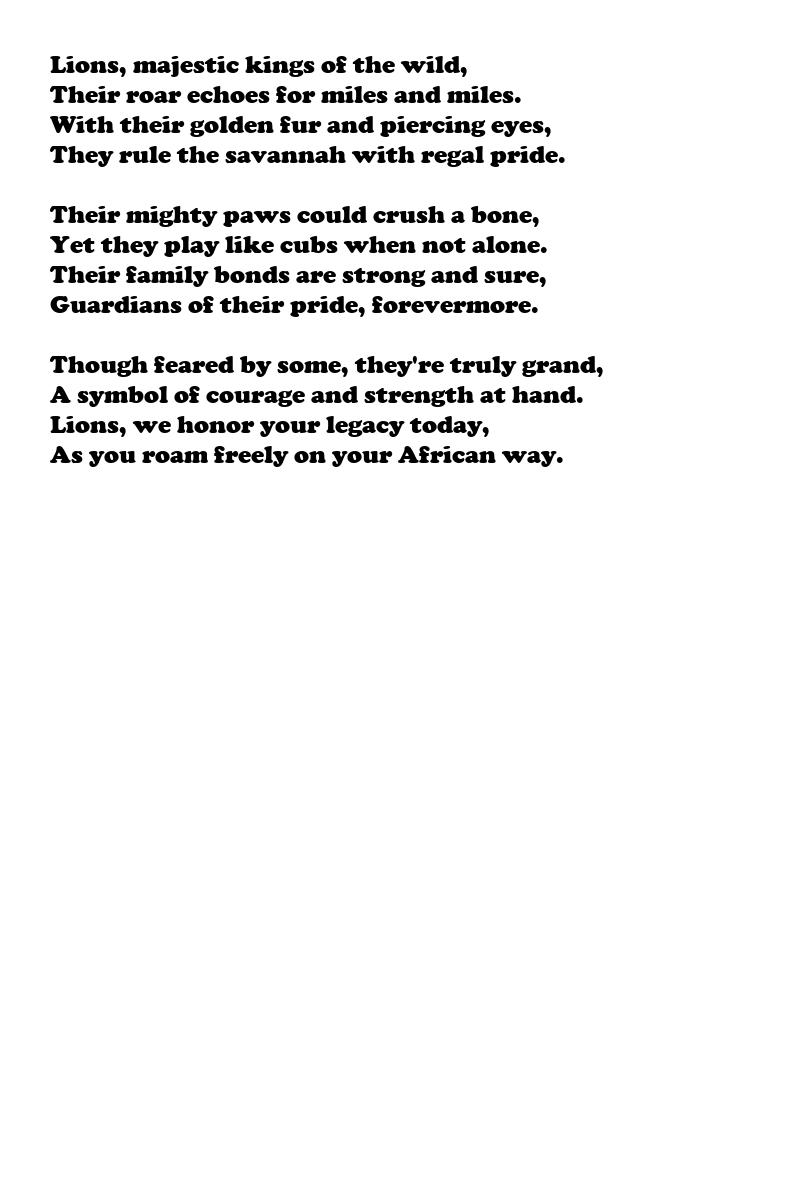 Lions, majestic kings of the wild,
Their roar echoes for miles and miles.
With their golden fur and piercing eyes,
They rule the savannah with regal pride.

Their mighty paws could crush a bone,
Yet they play like cubs when not alone.
Their family bonds are strong and sure,
Guardians of their pride, forevermore.

Though feared by some, they're truly grand,
A symbol of courage and strength at hand.
Lions, we honor your legacy today,
As you roam freely on your African way.